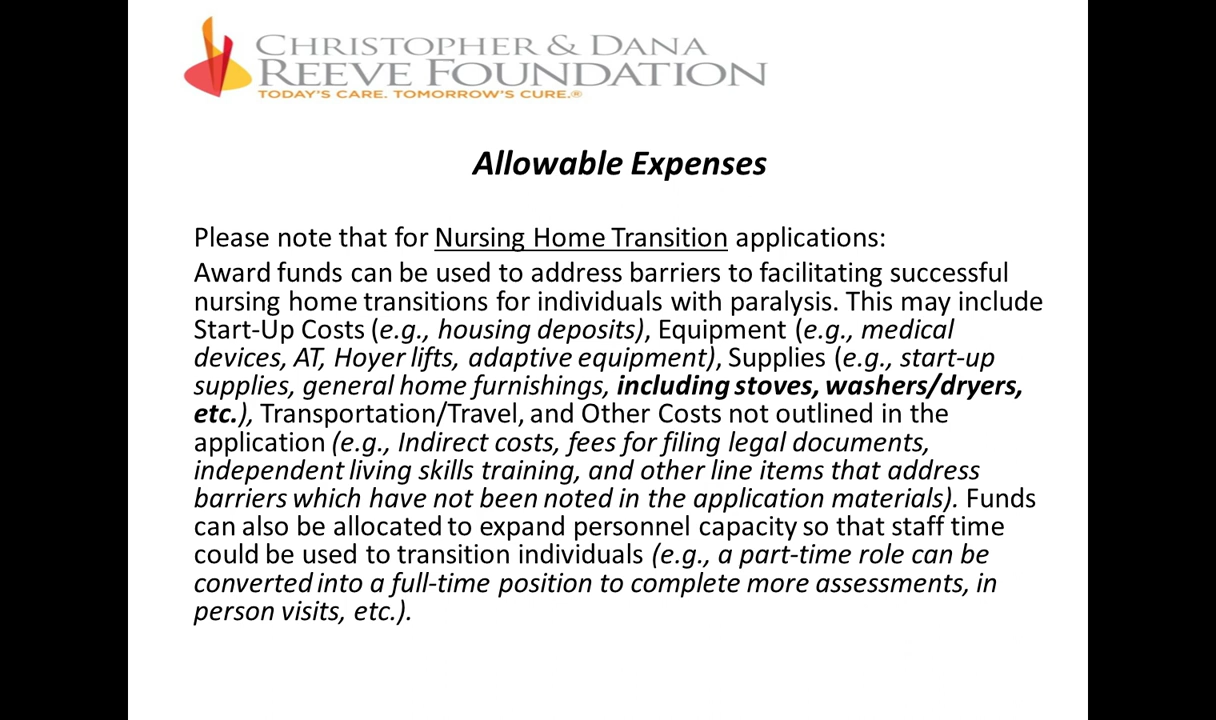 CHRISTOPHER & DANA
REEVE FOUNDATION
TODAY'S CARE. TOMORROW'S CURE.®
Allowable Expenses
Please note that for Nursing Home Transition applications:
Award funds can be used to address barriers to facilitating successful
nursing home transitions for individuals with paralysis. This may include
Start-Up Costs (e.g., housing deposits), Equipment (e.g., medical
devices, AT, Hoyer lifts, adaptive equipment), Supplies (e.g., start-up
supplies, general home furnishings, including stoves, washers/dryers,
etc.), Transportation/Travel, and Other Costs not outlined in the
application (e.g., Indirect costs, fees for filing legal documents,
independent living skills training, and other line items that address
barriers which have not been noted in the application materials). Funds
can also be allocated to expand personnel capacity so that staff time
could be used to transition individuals (e.g., a part-time role can be
converted into a full-time position to complete more assessments, in
person visits, etc.).